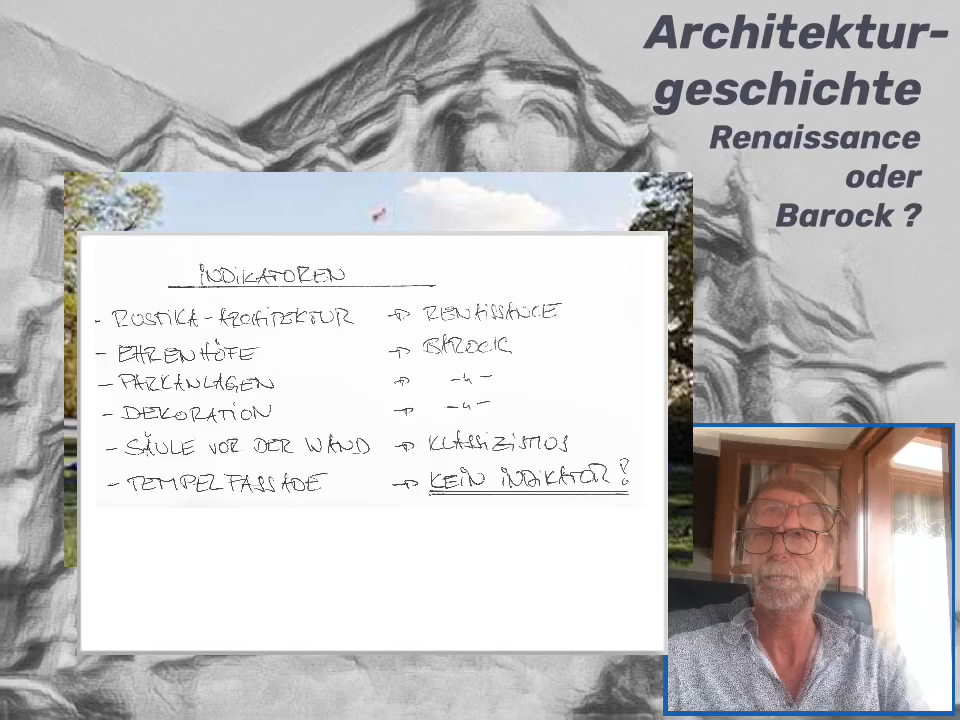 Architektur-
geschichte
Renaissance
oder
Barock ?
INDIKATOREN
- RUSTIKA-ARCHITEKTUR → RENAISSANCE
- EHRENHÖFE → BAROCK
- PARKANLAGEN → -"-
- DEKORATION → -"-
- SÄULE VOR DER WAND → KLASSIZISMUS
- TEMPELFASSADE → KEIN INDIKATOR!